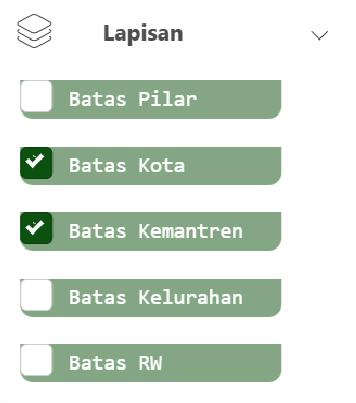 Lapisan
Batas Pilar
Batas Kota
Batas Kemantren
Batas Kelurahan
Batas RW